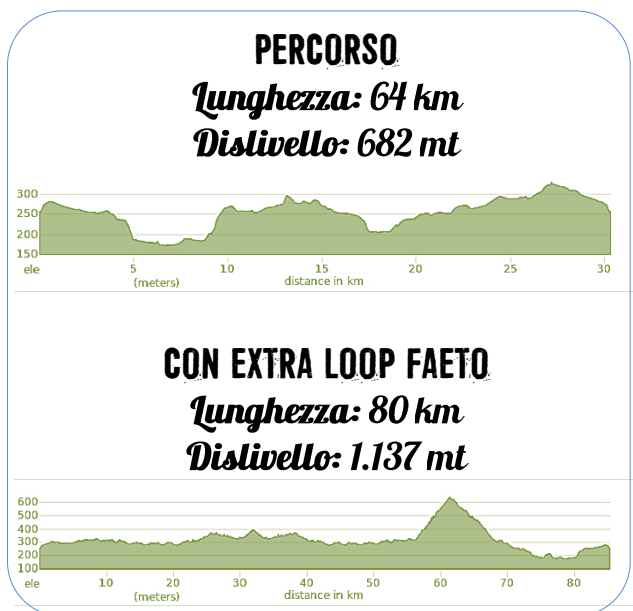 PERCORSO
Lunghezza: 64 km
Dislivello: 682 mt
300
250
200
150
ele 5 10 15 20 25 30
(meters) distance in km
CON EXTRA LOOP FAETO
Lunghezza: 80 km
Dislivello: 1.137 mt
600
500
400
300
200
100
ele 10 20 30 40 50 60 70 80
(meters) distance in km